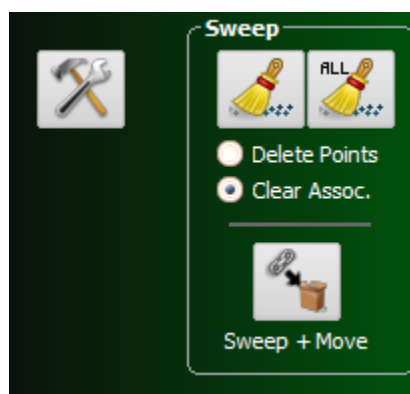 Sweep
ALL
Delete Points
Clear Assoc.
Sweep + Move